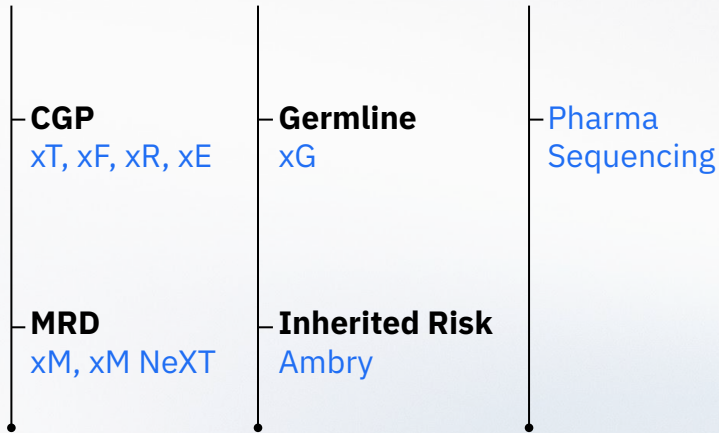 CGP
xT, xF, xR, xE
MRD
xM, xM NeXT
Germline
xG
Inherited Risk
Ambry
Pharma
Sequencing